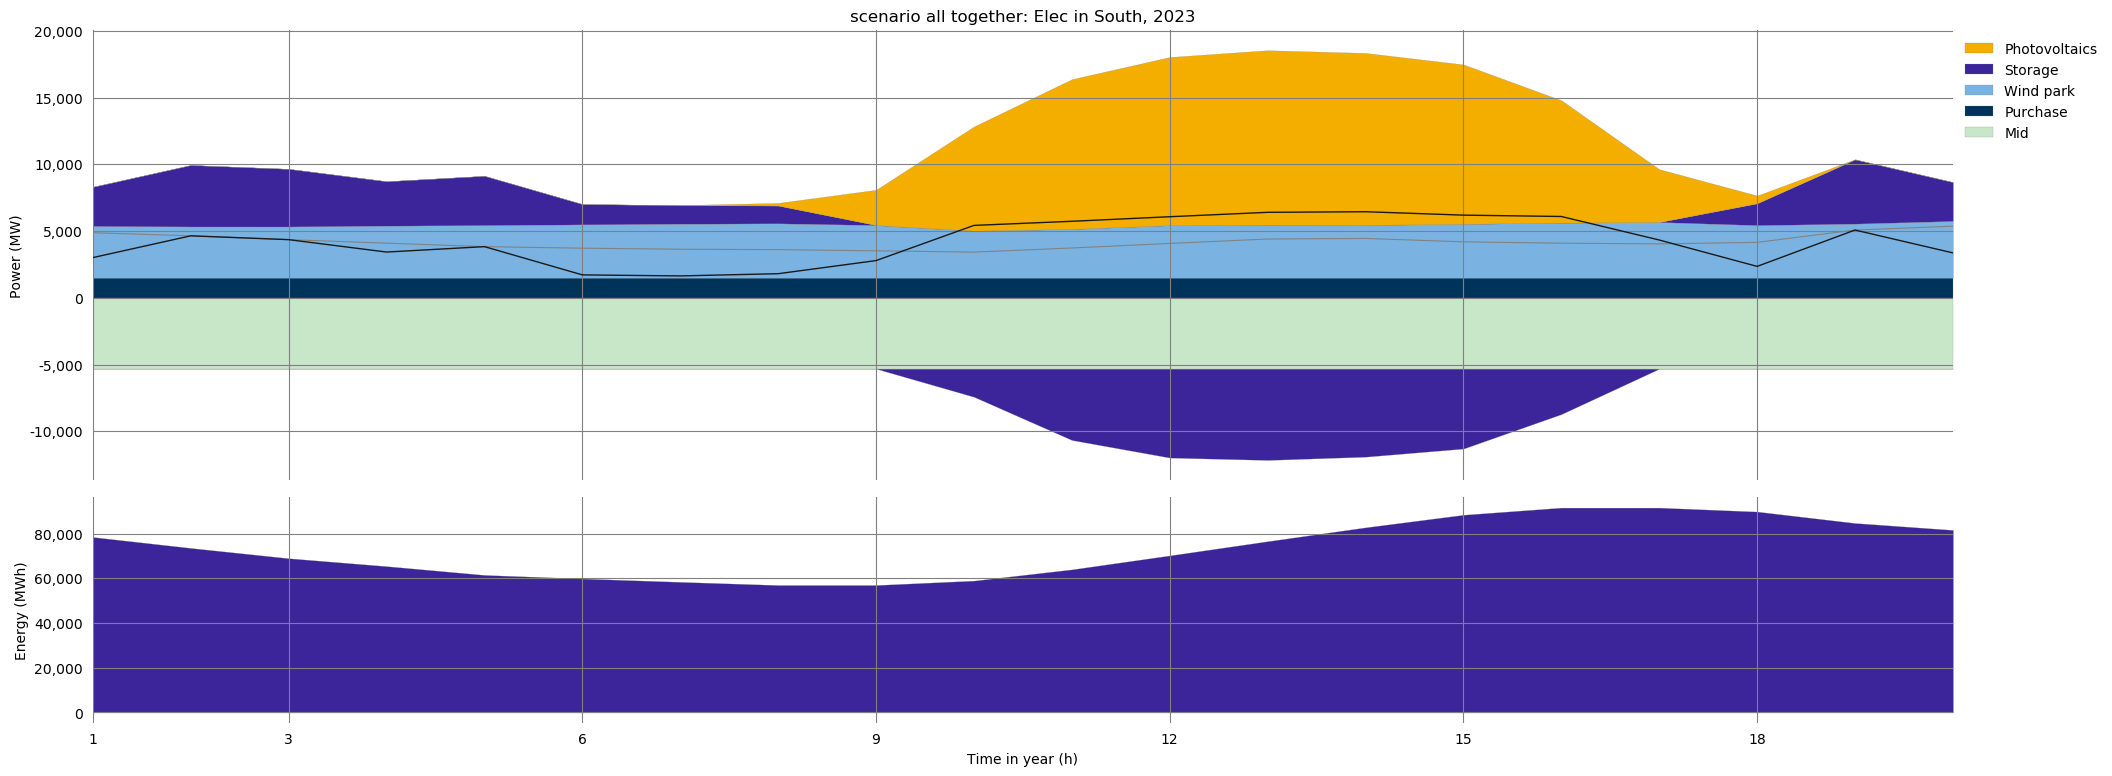 scenario all together: Elec in South, 2023
20,000
15,000
10,000
5,000
0
-5,000
-10,000
Power (MW)
Photovoltaics
Storage
Wind park
Purchase
Mid
80,000
60,000
40,000
20,000
0
Energy (MWh)
1 3 6 9 12 15 18
Time in year (h)